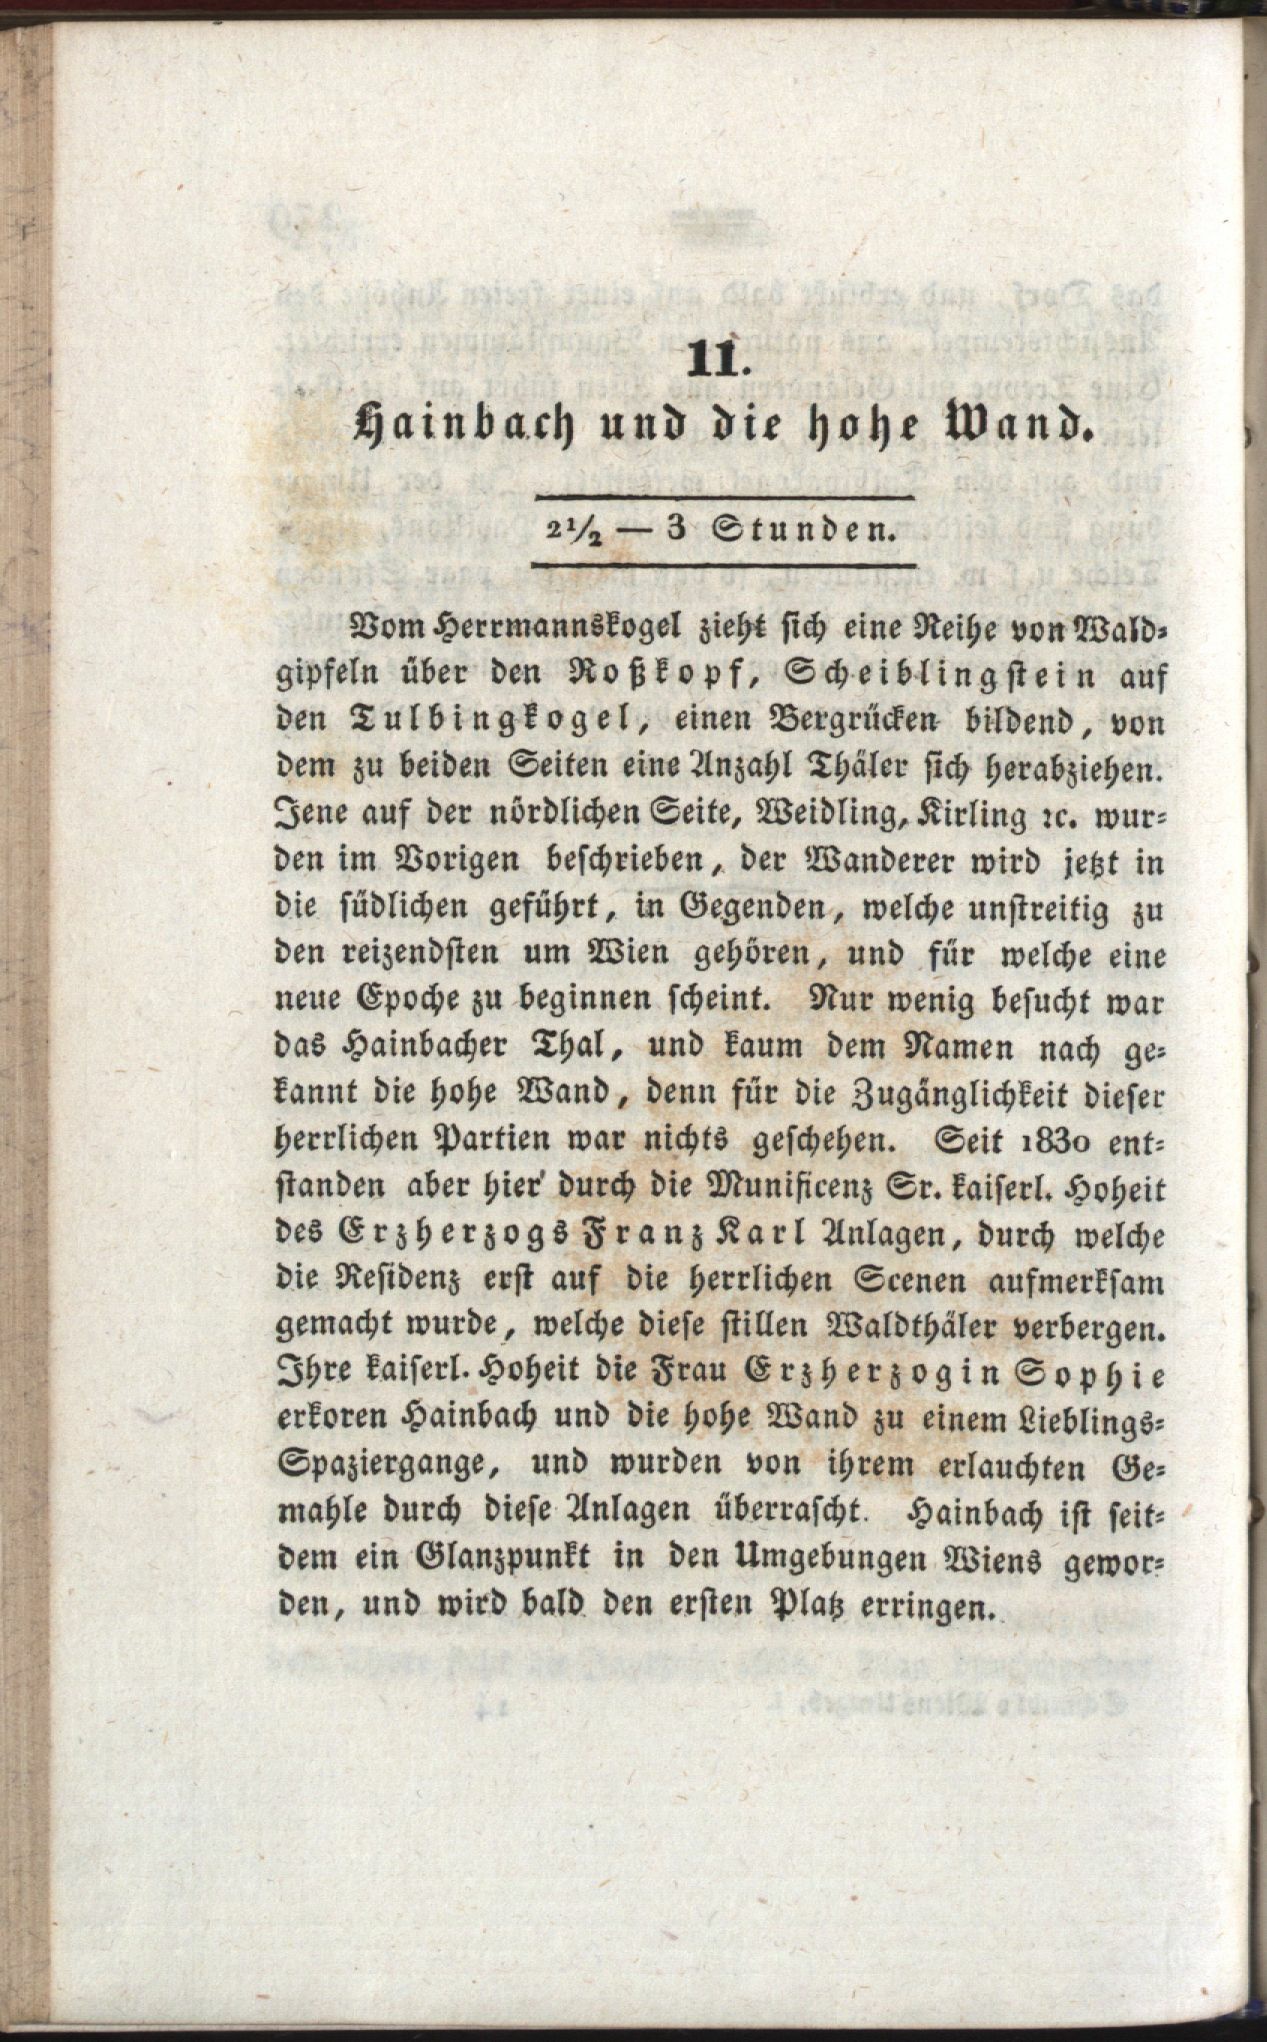 11.
Hainbach und die hohe Wand.
2½ — 3 Stunden.
Vom Herrmannskogel zieht sich eine Reihe von Wald-
gipfeln über den Roßkopf, Scheiblingstein auf
den Tulbingkogel, einen Bergrücken bildend, von
dem zu beiden Seiten eine Anzahl Thäler sich herabziehen.
Jene auf der nördlichen Seite, Weidling, Kirling ꝛc. wur-
den im Vorigen beschrieben, der Wanderer wird jetzt in
die südlichen geführt, in Gegenden, welche unstreitig zu
den reizendsten um Wien gehören, und für welche eine
neue Epoche zu beginnen scheint. Nur wenig besucht war
das Hainbacher Thal, und kaum dem Namen nach ge-
kannt die hohe Wand, denn für die Zugänglichkeit dieser
herrlichen Partien war nichts geschehen. Seit 1830 ent-
standen aber hier durch die Munificenz Sr. kaiserl. Hoheit
des Erzherzogs Franz Karl Anlagen, durch welche
die Residenz erst auf die herrlichen Scenen aufmerksam
gemacht wurde, welche diese stillen Waldthäler verbergen.
Ihre kaiserl. Hoheit die Frau Erzherzogin Sophie
erkoren Hainbach und die hohe Wand zu einem Lieblings-
Spaziergange, und wurden von ihrem erlauchten Ge-
mahle durch diese Anlagen überrascht. Hainbach ist seit-
dem ein Glanzpunkt in den Umgebungen Wiens gewor-
den, und wird bald den ersten Platz erringen.